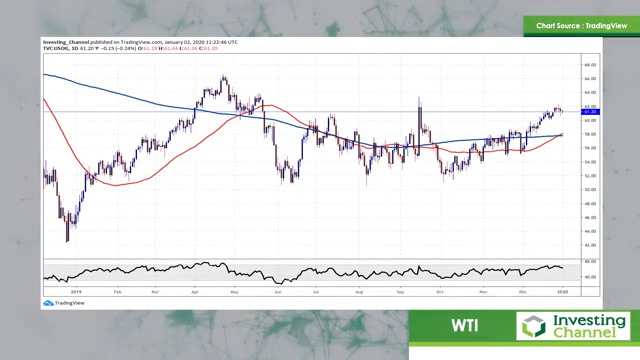 Chart Source : TradingView
Investing_Channel published on TradingView.com, January 02, 2020 11:22:46 UTC
TVC:USOIL, 1D 61.20 ▼ −0.15 (−0.24%) O:61.19 H:61.44 L:61.06 C:61.20
68.00
64.00
62.00
61.20
60.00
58.00
56.00
54.00
52.00
50.00
48.00
46.00
44.00
42.00
80.00
40.00
2019 Feb Mar Apr May Jun Jul Aug Sep Oct Nov Dec 2020
TradingView
WTI
Investing
Channel